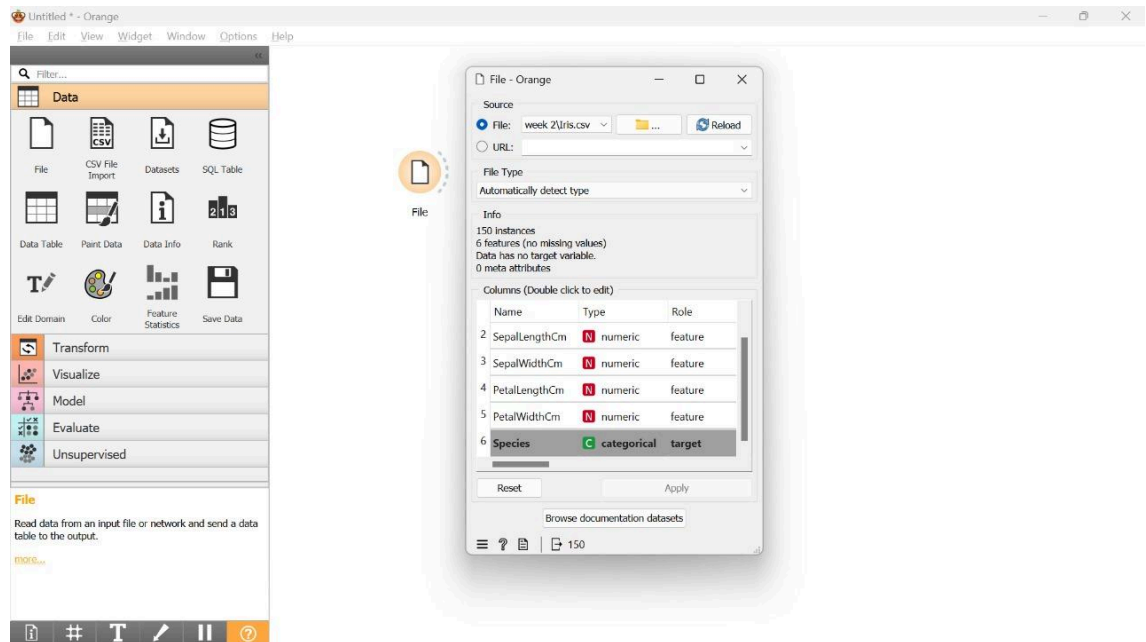 Untitled * - Orange
File Edit View Widget Window Options Help
Filter...
Data
File
CSV File Import
Datasets
SQL Table
Data Table
Paint Data
Data Info
Rank
Edit Domain
Color
Feature Statistics
Save Data
Transform
Visualize
Model
Evaluate
Unsupervised
File
Read data from an input file or network and send a data
table to the output.
more...
File
File - Orange
Source
File: week 2\Iris.csv ... Reload
URL:
File Type
Automatically detect type
Info
150 instances
6 features (no missing values)
Data has no target variable.
0 meta attributes
Columns (Double click to edit)
Name Type Role
2 SepalLengthCm N numeric feature
3 SepalWidthCm N numeric feature
4 PetalLengthCm N numeric feature
5 PetalWidthCm N numeric feature
6 Species C categorical target
Reset Apply
Browse documentation datasets
150